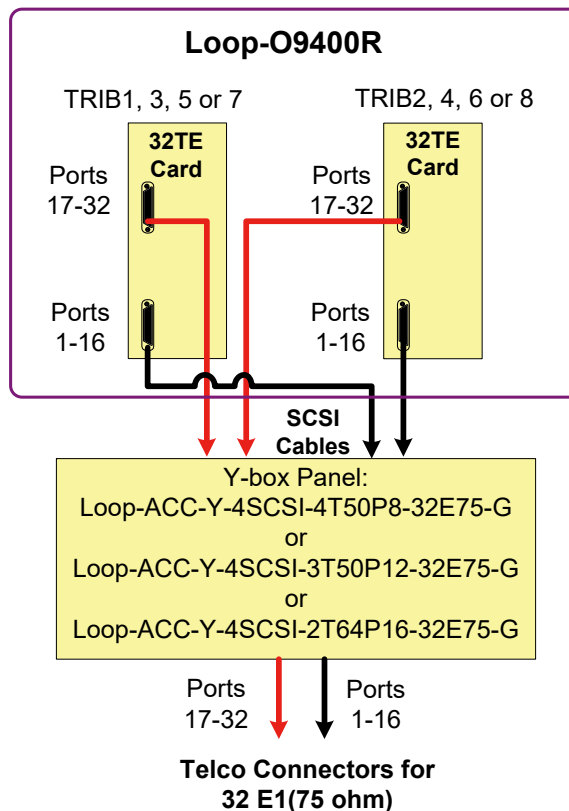 Loop-O9400R
TRIB1, 3, 5 or 7
TRIB2, 4, 6 or 8
32TE
Card
32TE
Card
Ports
17-32
Ports
17-32
Ports
1-16
Ports
1-16
SCSI
Cables
Y-box Panel:
Loop-ACC-Y-4SCSI-4T50P8-32E75-G
or
Loop-ACC-Y-4SCSI-3T50P12-32E75-G
or
Loop-ACC-Y-4SCSI-2T64P16-32E75-G
Ports
17-32
Ports
1-16
Telco Connectors for
32 E1(75 ohm)